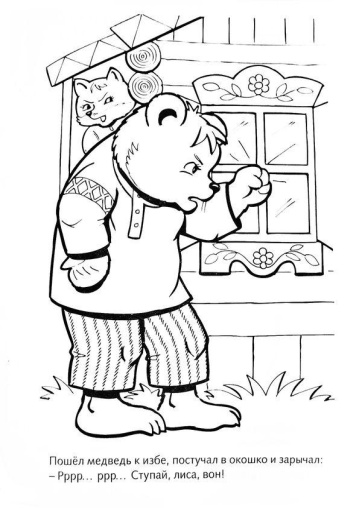 Пошёл медведь к избе, постучал в окошко и зарычал:
– Рррр... ррр... Ступай, лиса, вон!